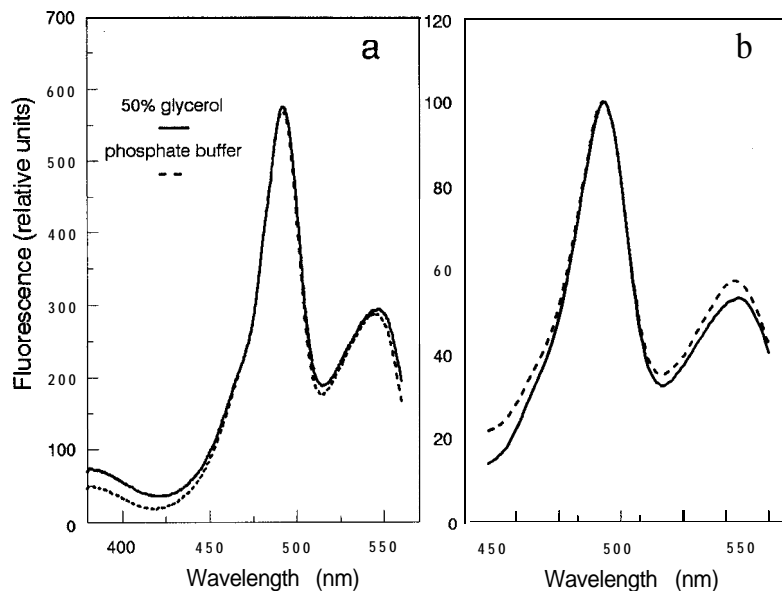 a
700
600
500
400
300
200
100
0
50% glycerol
phosphate buffer
Fluorescence (relative units)
400 450 500 550
Wavelength (nm)
b
120
100
80
60
40
20
0
450 500 550
Wavelength (nm)